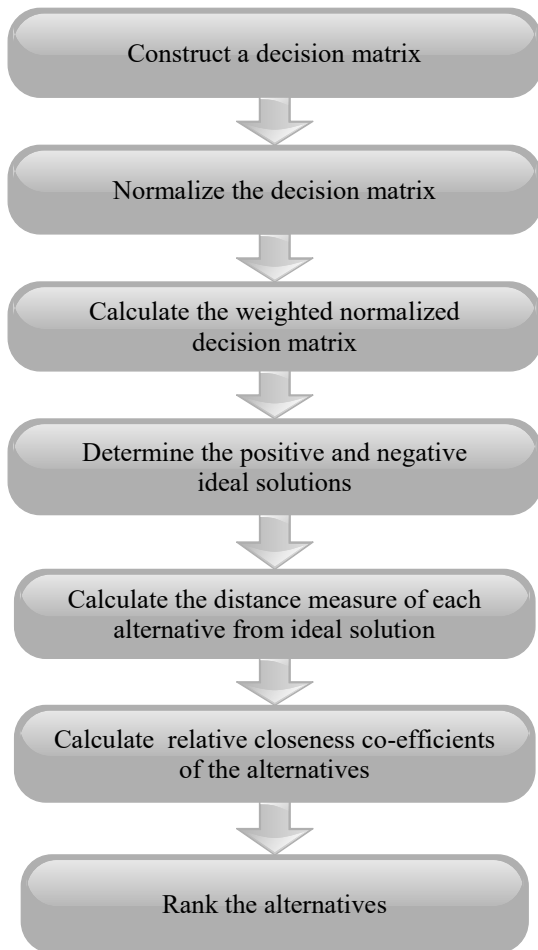 Construct a decision matrix
Normalize the decision matrix
Calculate the weighted normalized
decision matrix
Determine the positive and negative
ideal solutions
Calculate the distance measure of each
alternative from ideal solution
Calculate  relative closeness co-efficients
of the alternatives
Rank the alternatives